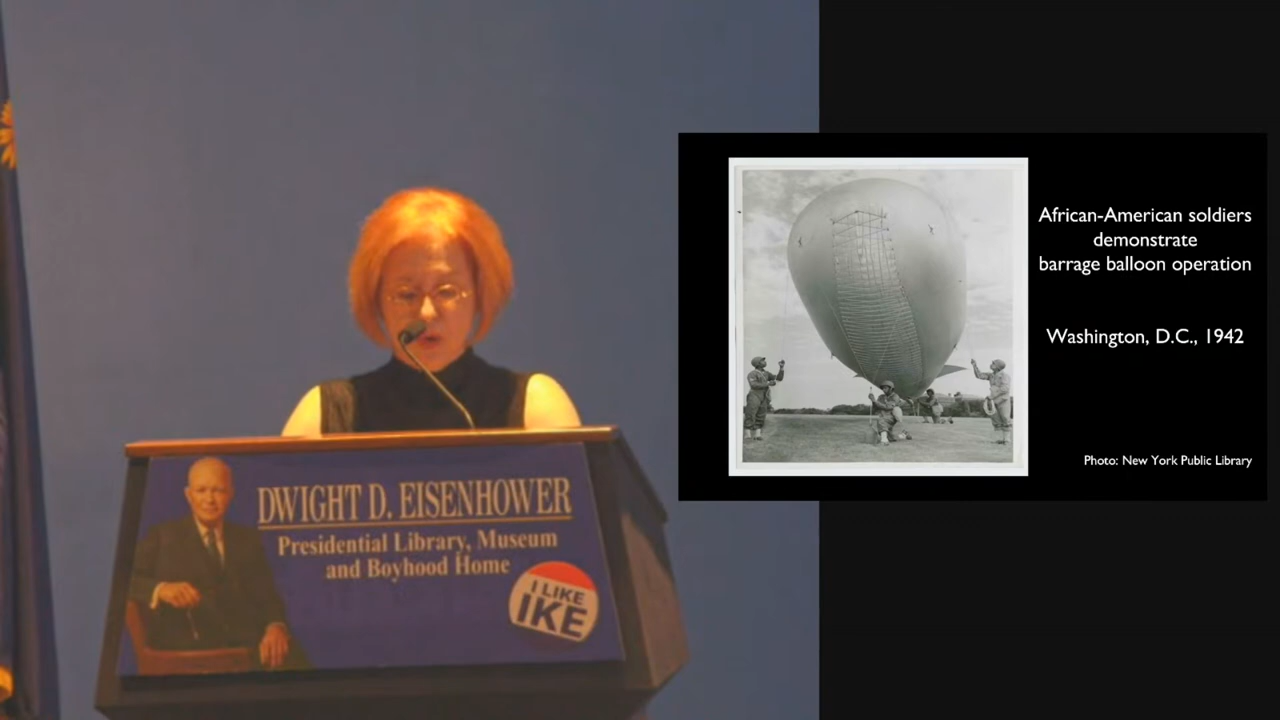 DWIGHT D. EISENHOWER
Presidential Library, Museum
and Boyhood Home
I LIKE
IKE
African-American soldiers
demonstrate
barrage balloon operation
Washington, D.C., 1942
Photo: New York Public Library